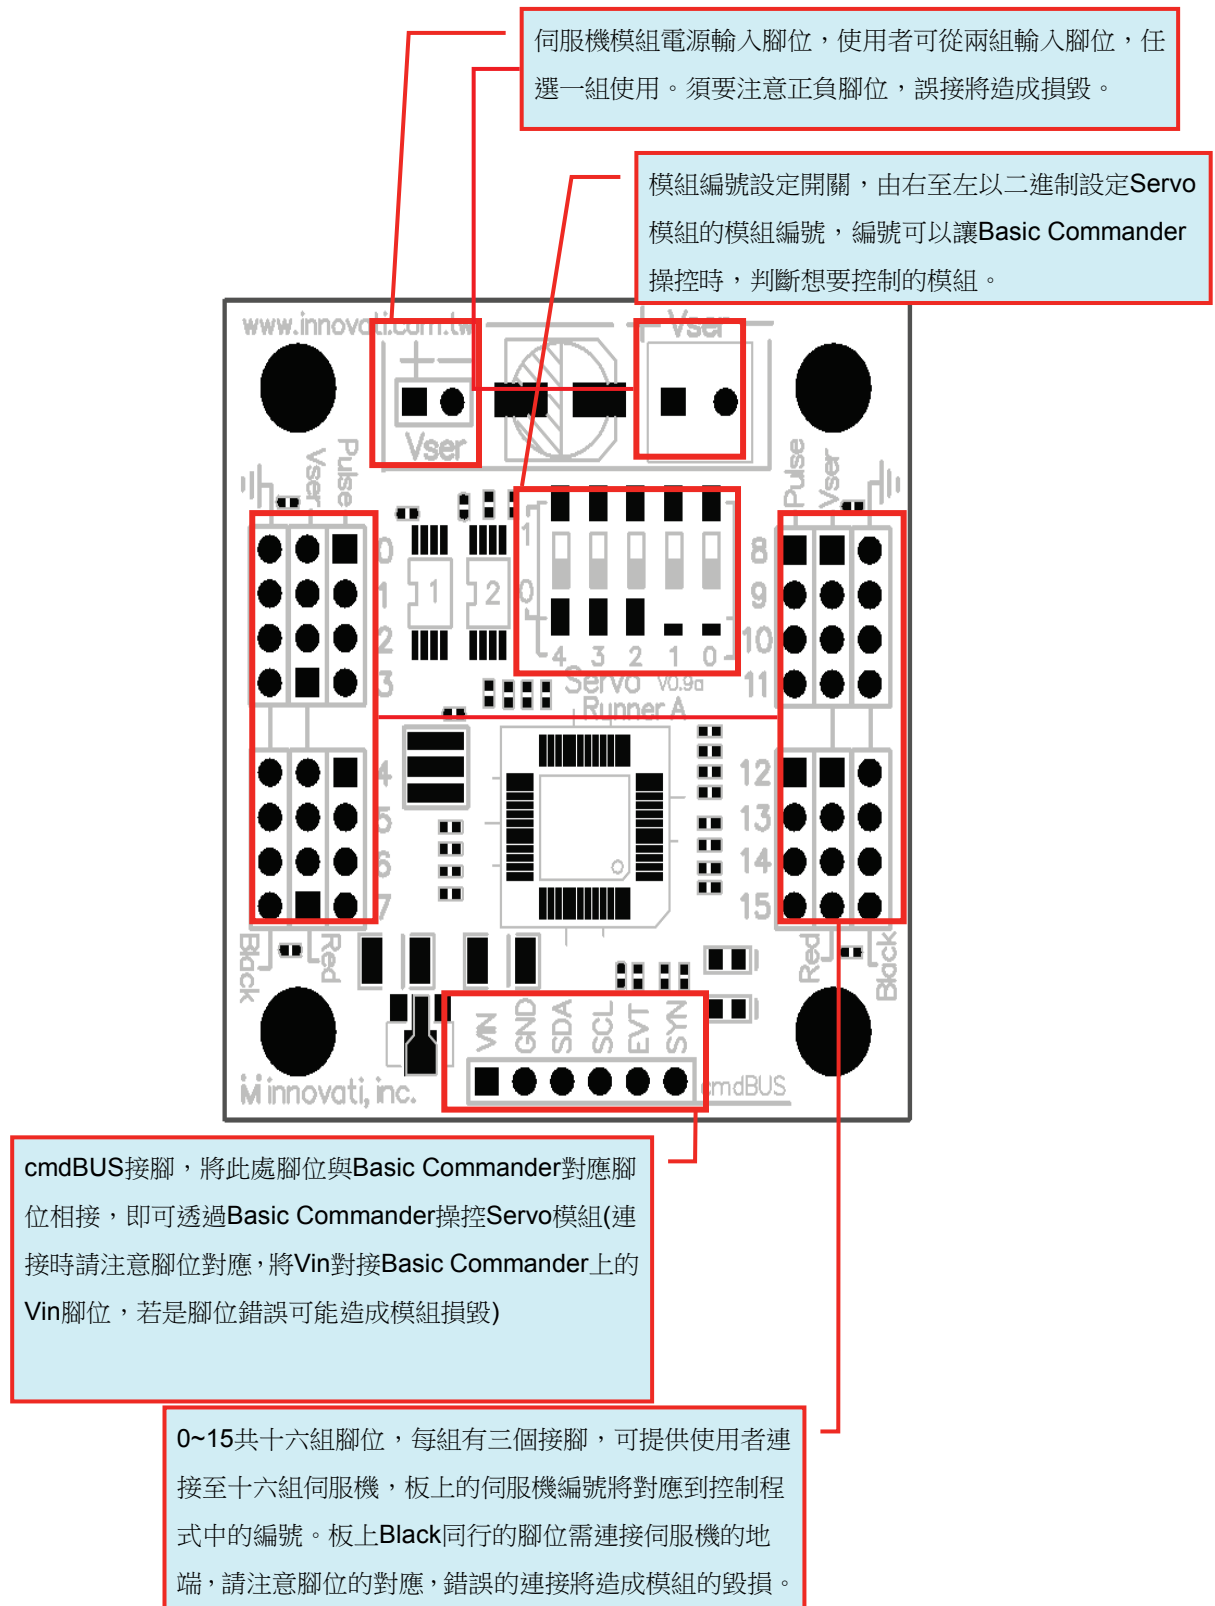 伺服機模組電源輸入腳位，使用者可從兩組輸入腳位，任
選一組使用。須要注意正負腳位，誤接將造成損毀。
模組編號設定開關，由右至左以二進制設定Servo
模組的模組編號，編號可以讓Basic Commander
操控時，判斷想要控制的模組。
www.innovati.com.tw
+ -
Vser
+ Vser
Pulse
Vser
Pulse
Vser
0
1
2
3
4
5
6
7
1
2
1
0
4 3 2 1 0
Servo V0.9a
Runner A
8
9
10
11
12
13
14
15
Black
Red
Red
Black
VIN
GND
SDA
SCL
EVT
SYN
cmdBUS
innovati, inc.
cmdBUS接腳，將此處腳位與Basic Commander對應腳
位相接，即可透過Basic Commander操控Servo模組(連
接時請注意腳位對應，將Vin對接Basic Commander上的
Vin腳位，若是腳位錯誤可能造成模組損毀)
0~15共十六組腳位，每組有三個接腳，可提供使用者連
接至十六組伺服機，板上的伺服機編號將對應到控制程
式中的編號。板上Black同行的腳位需連接伺服機的地
端，請注意腳位的對應，錯誤的連接將造成模組的毀損。